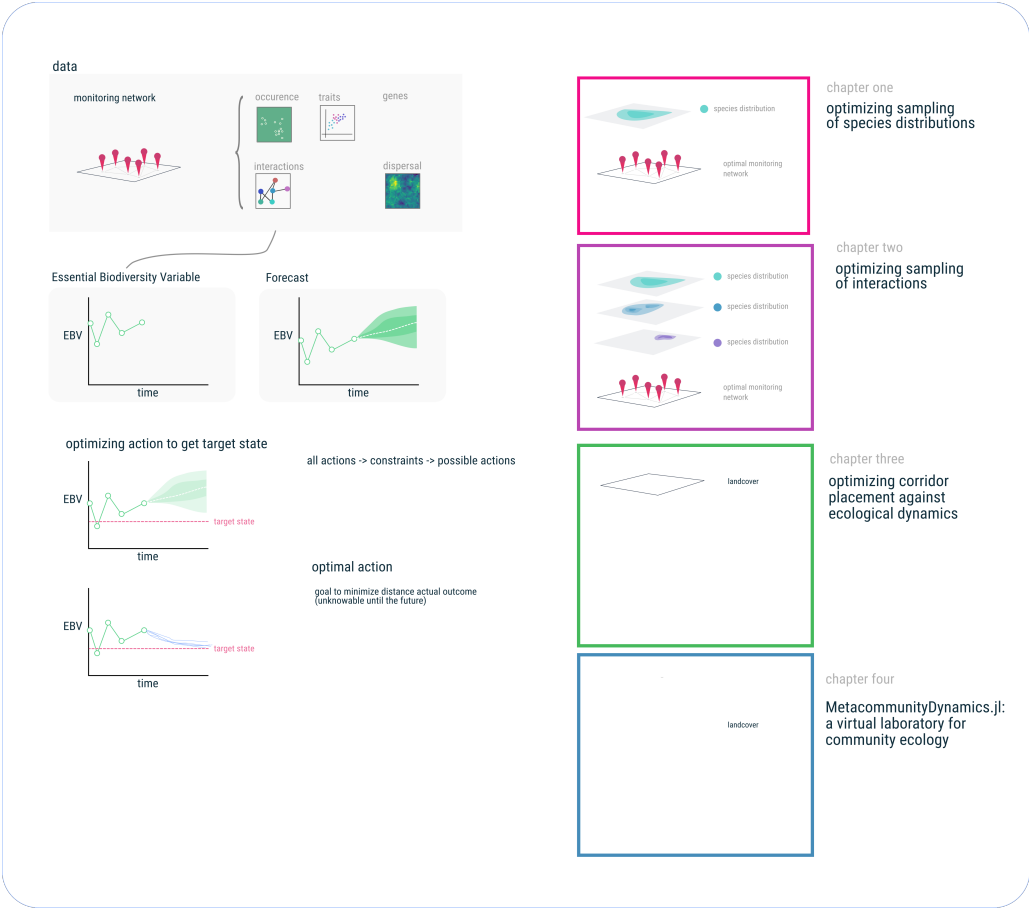 data
monitoring network
occurence
traits
genes
interactions
dispersal
Essential Biodiversity Variable
EBV
time
Forecast
EBV
time
optimizing action to get target state
EBV
target state
time
all actions -> constraints -> possible actions
optimal action
goal to minimize distance actual outcome
(unknowable until the future)
EBV
target state
time
species distribution
optimal monitoring
network
chapter one
optimizing sampling
of species distributions
species distribution
species distribution
species distribution
optimal monitoring
network
chapter two
optimizing sampling
of interactions
landcover
chapter three
optimizing corridor
placement against
ecological dynamics
landcover
chapter four
MetacommunityDynamics.jl:
a virtual laboratory for
community ecology